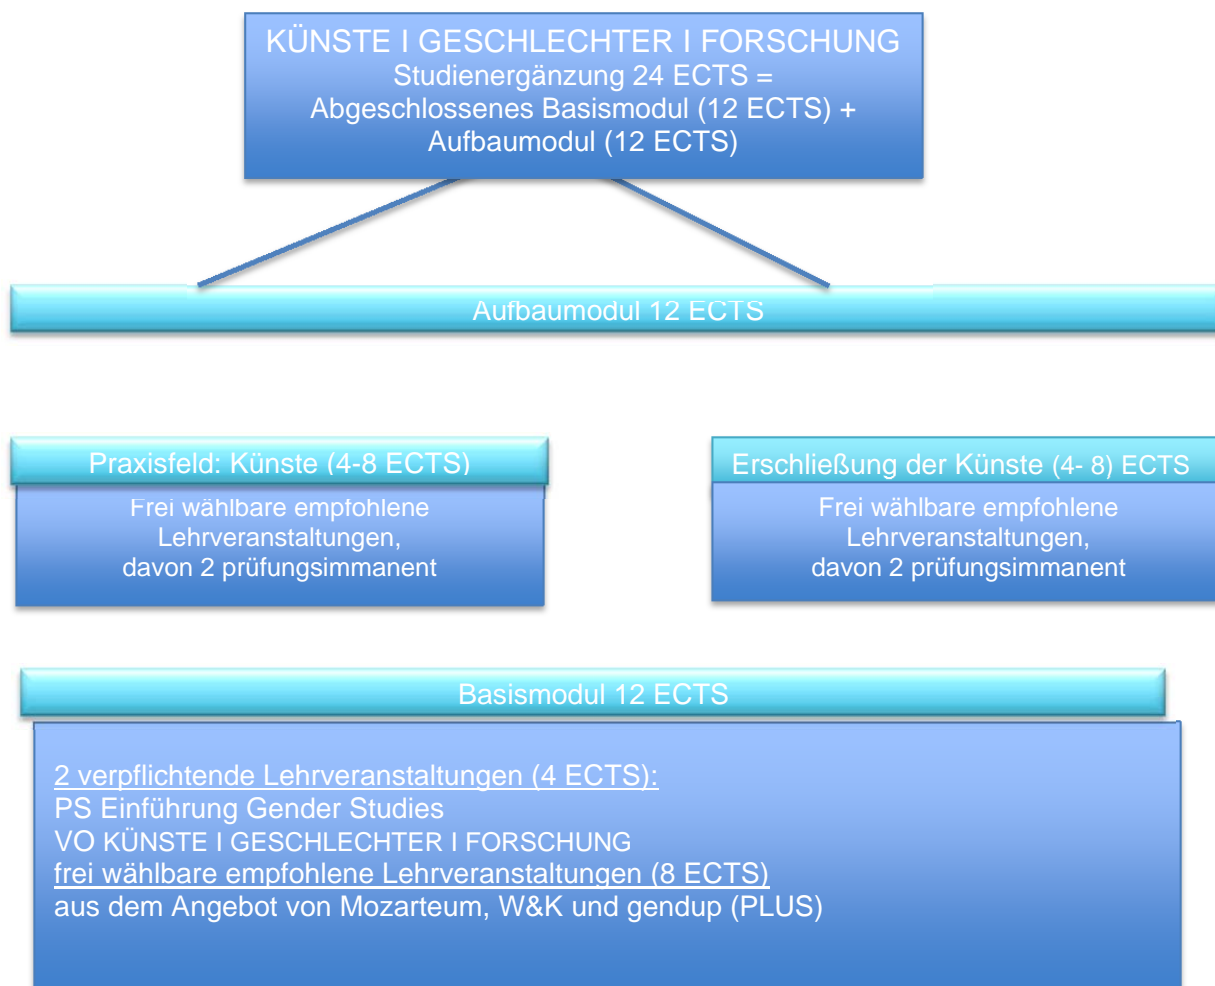 KÜNSTE I GESCHLECHTER I FORSCHUNG
Studienergänzung 24 ECTS =
Abgeschlossenes Basismodul (12 ECTS) +
Aufbaumodul (12 ECTS)
Aufbaumodul 12 ECTS
Praxisfeld: Künste (4-8 ECTS)
Frei wählbare empfohlene
Lehrveranstaltungen,
davon 2 prüfungsimmanent
Erschließung der Künste (4- 8) ECTS
Frei wählbare empfohlene
Lehrveranstaltungen,
davon 2 prüfungsimmanent
Basismodul 12 ECTS
2 verpflichtende Lehrveranstaltungen (4 ECTS):
PS Einführung Gender Studies
VO KÜNSTE I GESCHLECHTER I FORSCHUNG
frei wählbare empfohlene Lehrveranstaltungen (8 ECTS)
aus dem Angebot von Mozarteum, W&K und gendup (PLUS)